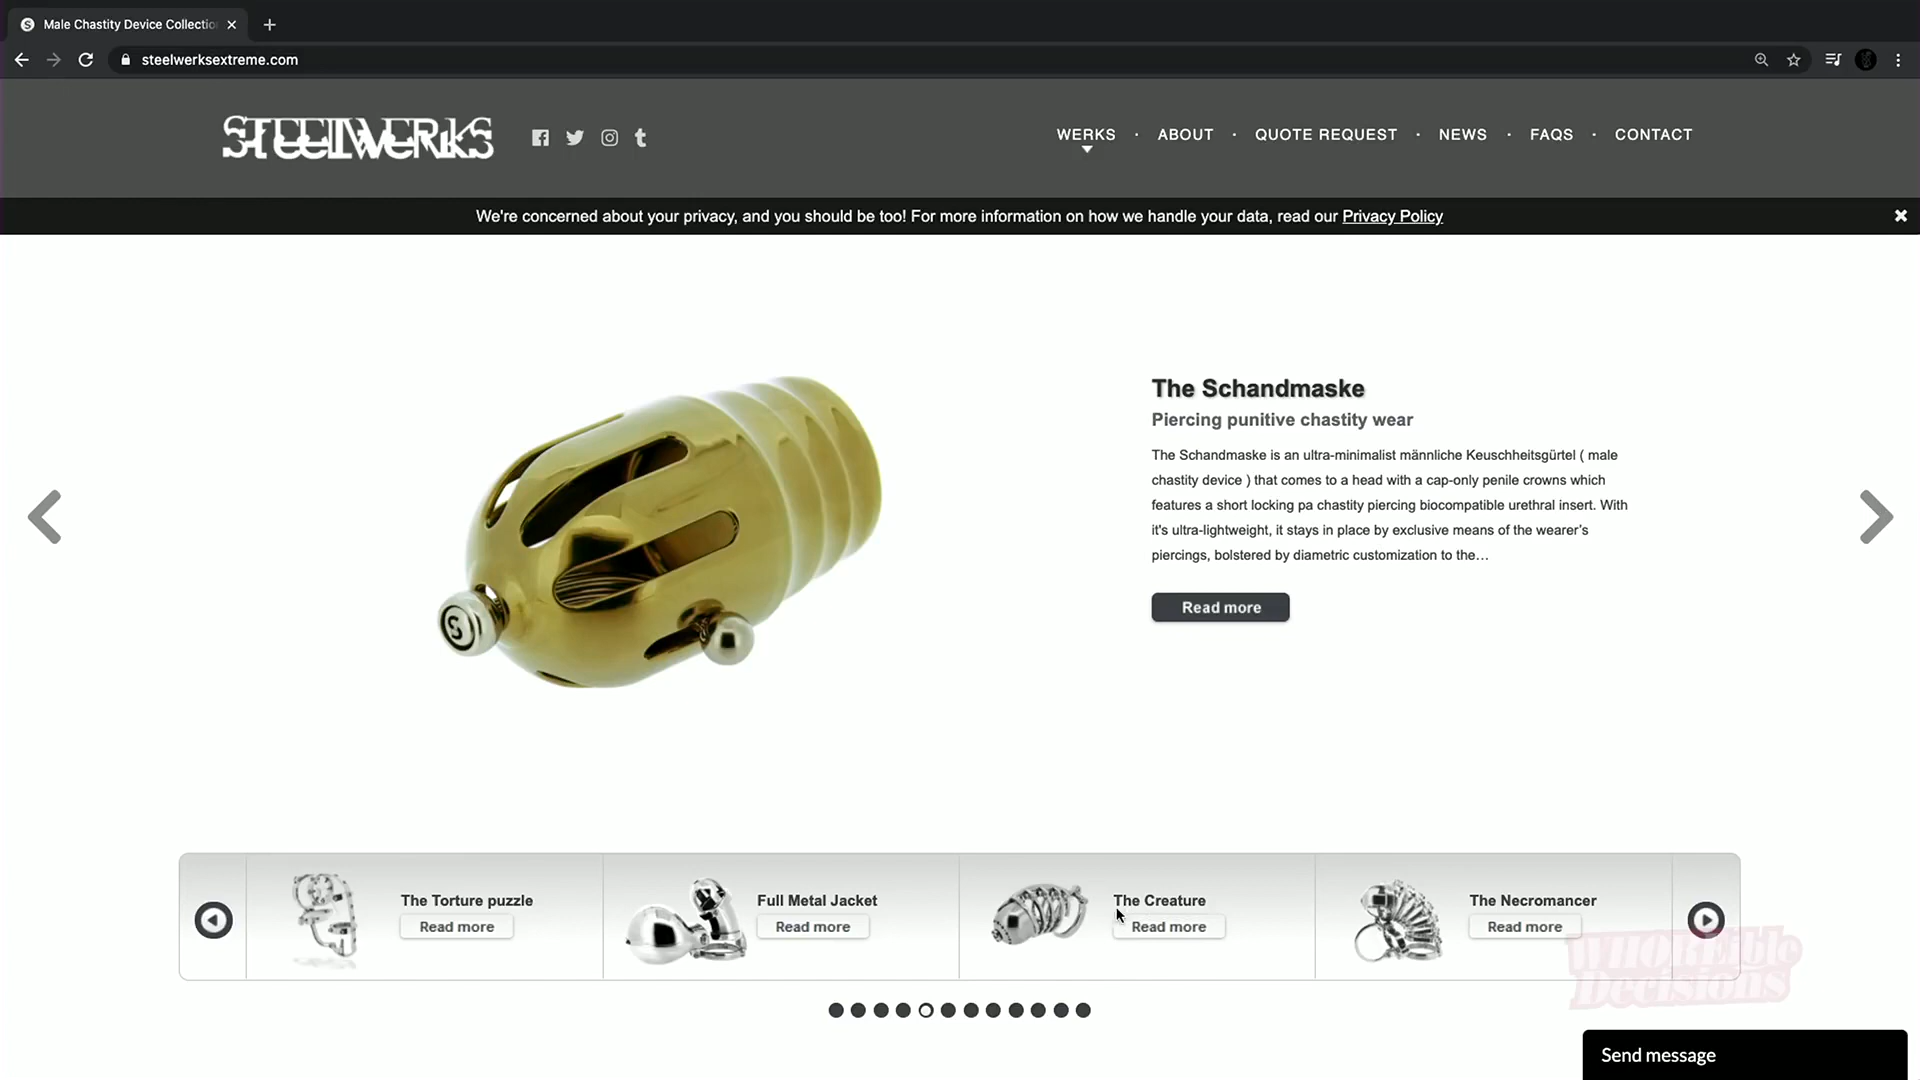 Male Chastity Device Collectio
steelwerksextreme.com
STEELWERKS
WERKS · ABOUT · QUOTE REQUEST · NEWS · FAQS · CONTACT
We're concerned about your privacy, and you should be too! For more information on how we handle your data, read our Privacy Policy
The Schandmaske
Piercing punitive chastity wear
The Schandmaske is an ultra-minimalist männliche Keuschheitsgürtel ( male
chastity device ) that comes to a head with a cap-only penile crowns which
features a short locking pa chastity piercing biocompatible urethral insert. With
it's ultra-lightweight, it stays in place by exclusive means of the wearer's
piercings, bolstered by diametric customization to the...
Read more
S
The Torture puzzle
Read more
Full Metal Jacket
Read more
The Creature
Read more
The Necromancer
Read more
WHOREible
Decisions
Send message